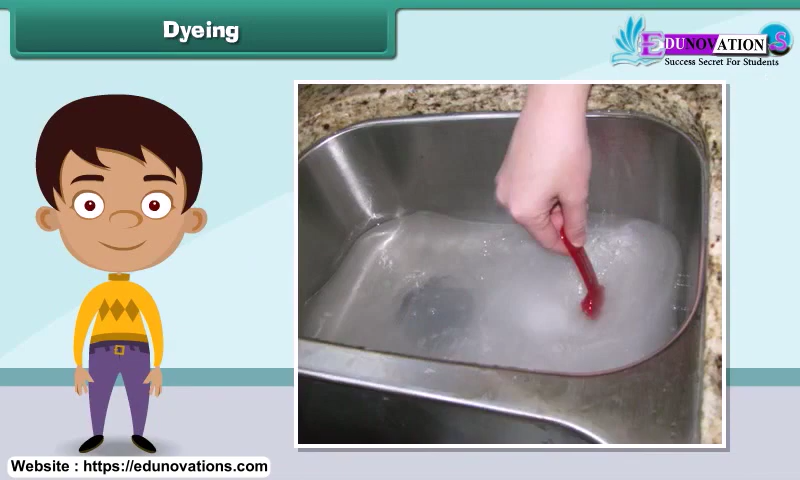 Dyeing
EDUNOVATIONS
Success Secret For Students
Website : https://edunovations.com